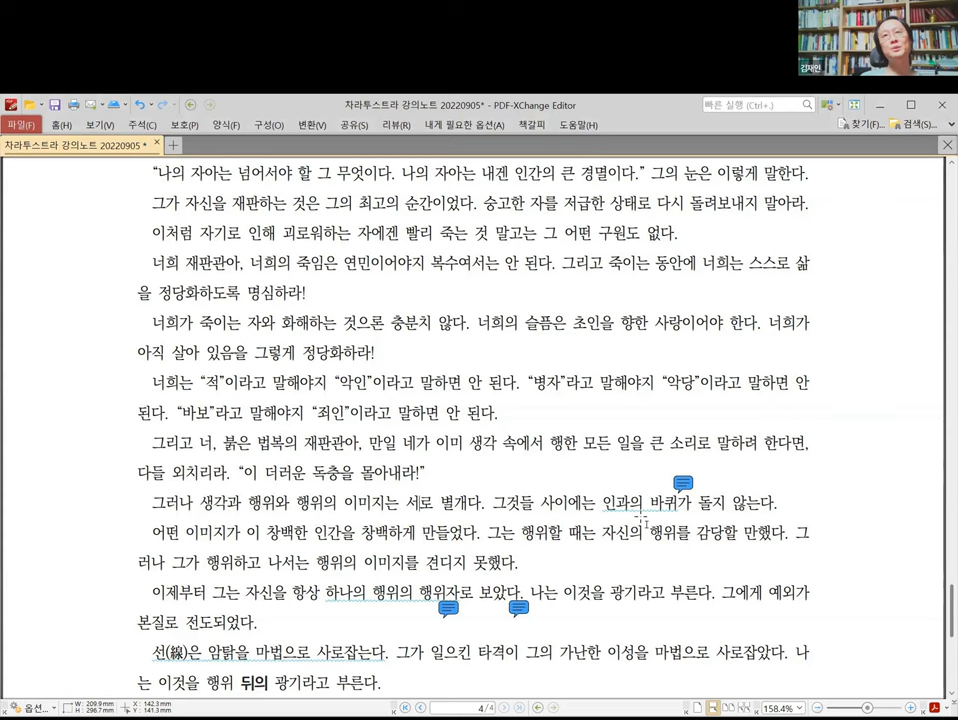 김재인
차라투스트라 강의노트 20220905* - PDF-XChange Editor
빠른 실행 (Ctrl+.)
파일(F) 홈(H) 보기(V) 주석(C) 보호(P) 양식(F) 구성(O) 변환(V) 공유(S) 리뷰(R) 내게 필요한 옵션(A) 책갈피 도움말(H) 찾기(F)... 검색(S)...
차라투스트라 강의노트 20220905 *
“나의 자아는 넘어서야 할 그 무엇이다. 나의 자아는 내겐 인간의 큰 경멸이다.” 그의 눈은 이렇게 말한다.
그가 자신을 재판하는 것은 그의 최고의 순간이었다. 숭고한 자를 저급한 상태로 다시 돌려보내지 말아라.
이처럼 자기로 인해 괴로워하는 자에겐 빨리 죽는 것 말고는 그 어떤 구원도 없다.
너희 재판관아, 너희의 죽임은 연민이어야지 복수여서는 안 된다. 그리고 죽이는 동안에 너희는 스스로 삶
을 정당화하도록 명심하라!
너희가 죽이는 자와 화해하는 것으론 충분치 않다. 너희의 슬픔은 초인을 향한 사랑이어야 한다. 너희가
아직 살아 있음을 그렇게 정당화하라!
너희는 “적”이라고 말해야지 “악인”이라고 말하면 안 된다. “병자”라고 말해야지 “악당”이라고 말하면 안
된다. “바보”라고 말해야지 “죄인”이라고 말하면 안 된다.
그리고 너, 붉은 법복의 재판관아, 만일 네가 이미 생각 속에서 행한 모든 일을 큰 소리로 말하려 한다면,
다들 외치리라. “이 더러운 독충을 몰아내라!”
그러나 생각과 행위와 행위의 이미지는 서로 별개다. 그것들 사이에는 인과의 바퀴가 돌지 않는다.
어떤 이미지가 이 창백한 인간을 창백하게 만들었다. 그는 행위할 때는 자신의 행위를 감당할 만했다. 그
러나 그가 행위하고 나서는 행위의 이미지를 견디지 못했다.
이제부터 그는 자신을 항상 하나의 행위의 행위자로 보았다. 나는 이것을 광기라고 부른다. 그에게 예외가
본질로 전도되었다.
선(線)은 암탉을 마법으로 사로잡는다. 그가 일으킨 타격이 그의 가난한 이성을 마법으로 사로잡았다. 나
는 이것을 행위 뒤의 광기라고 부른다.
옵션... W: 209.9 mm H: 296.7 mm X: 142.3 mm Y: 141.3 mm 4/4 158.4%